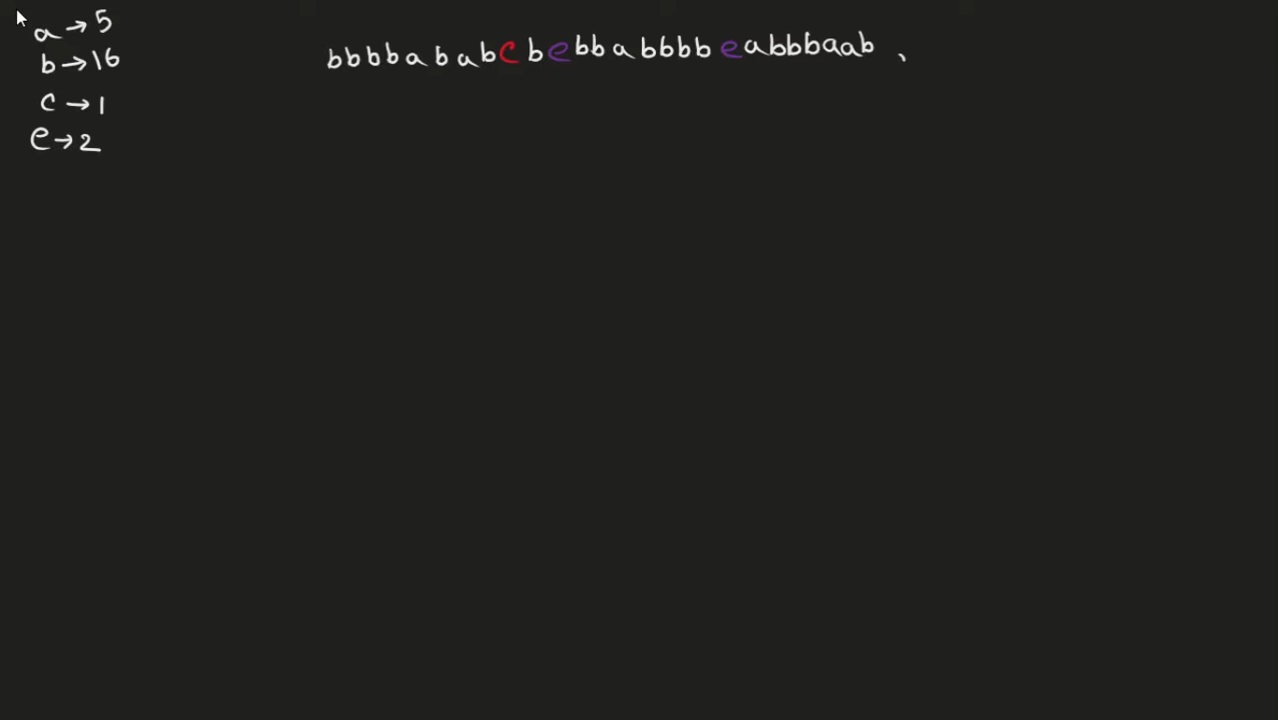 a → 5
b → 16
c → 1
e → 2
bbbbababcbebbabbbbeabbbaab,